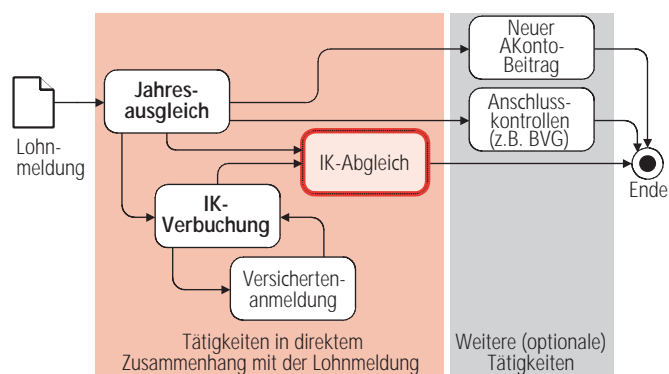 Lohn-
meldung
Jahres-
ausgleich
IK-
Verbuchung
Versicherten-
anmeldung
IK-Abgleich
Neuer
AKonto-
Beitrag
Anschluss-
kontrollen
(z.B. BVG)
Ende
Tätigkeiten in direktem
Zusammenhang mit der Lohnmeldung
Weitere (optionale)
Tätigkeiten